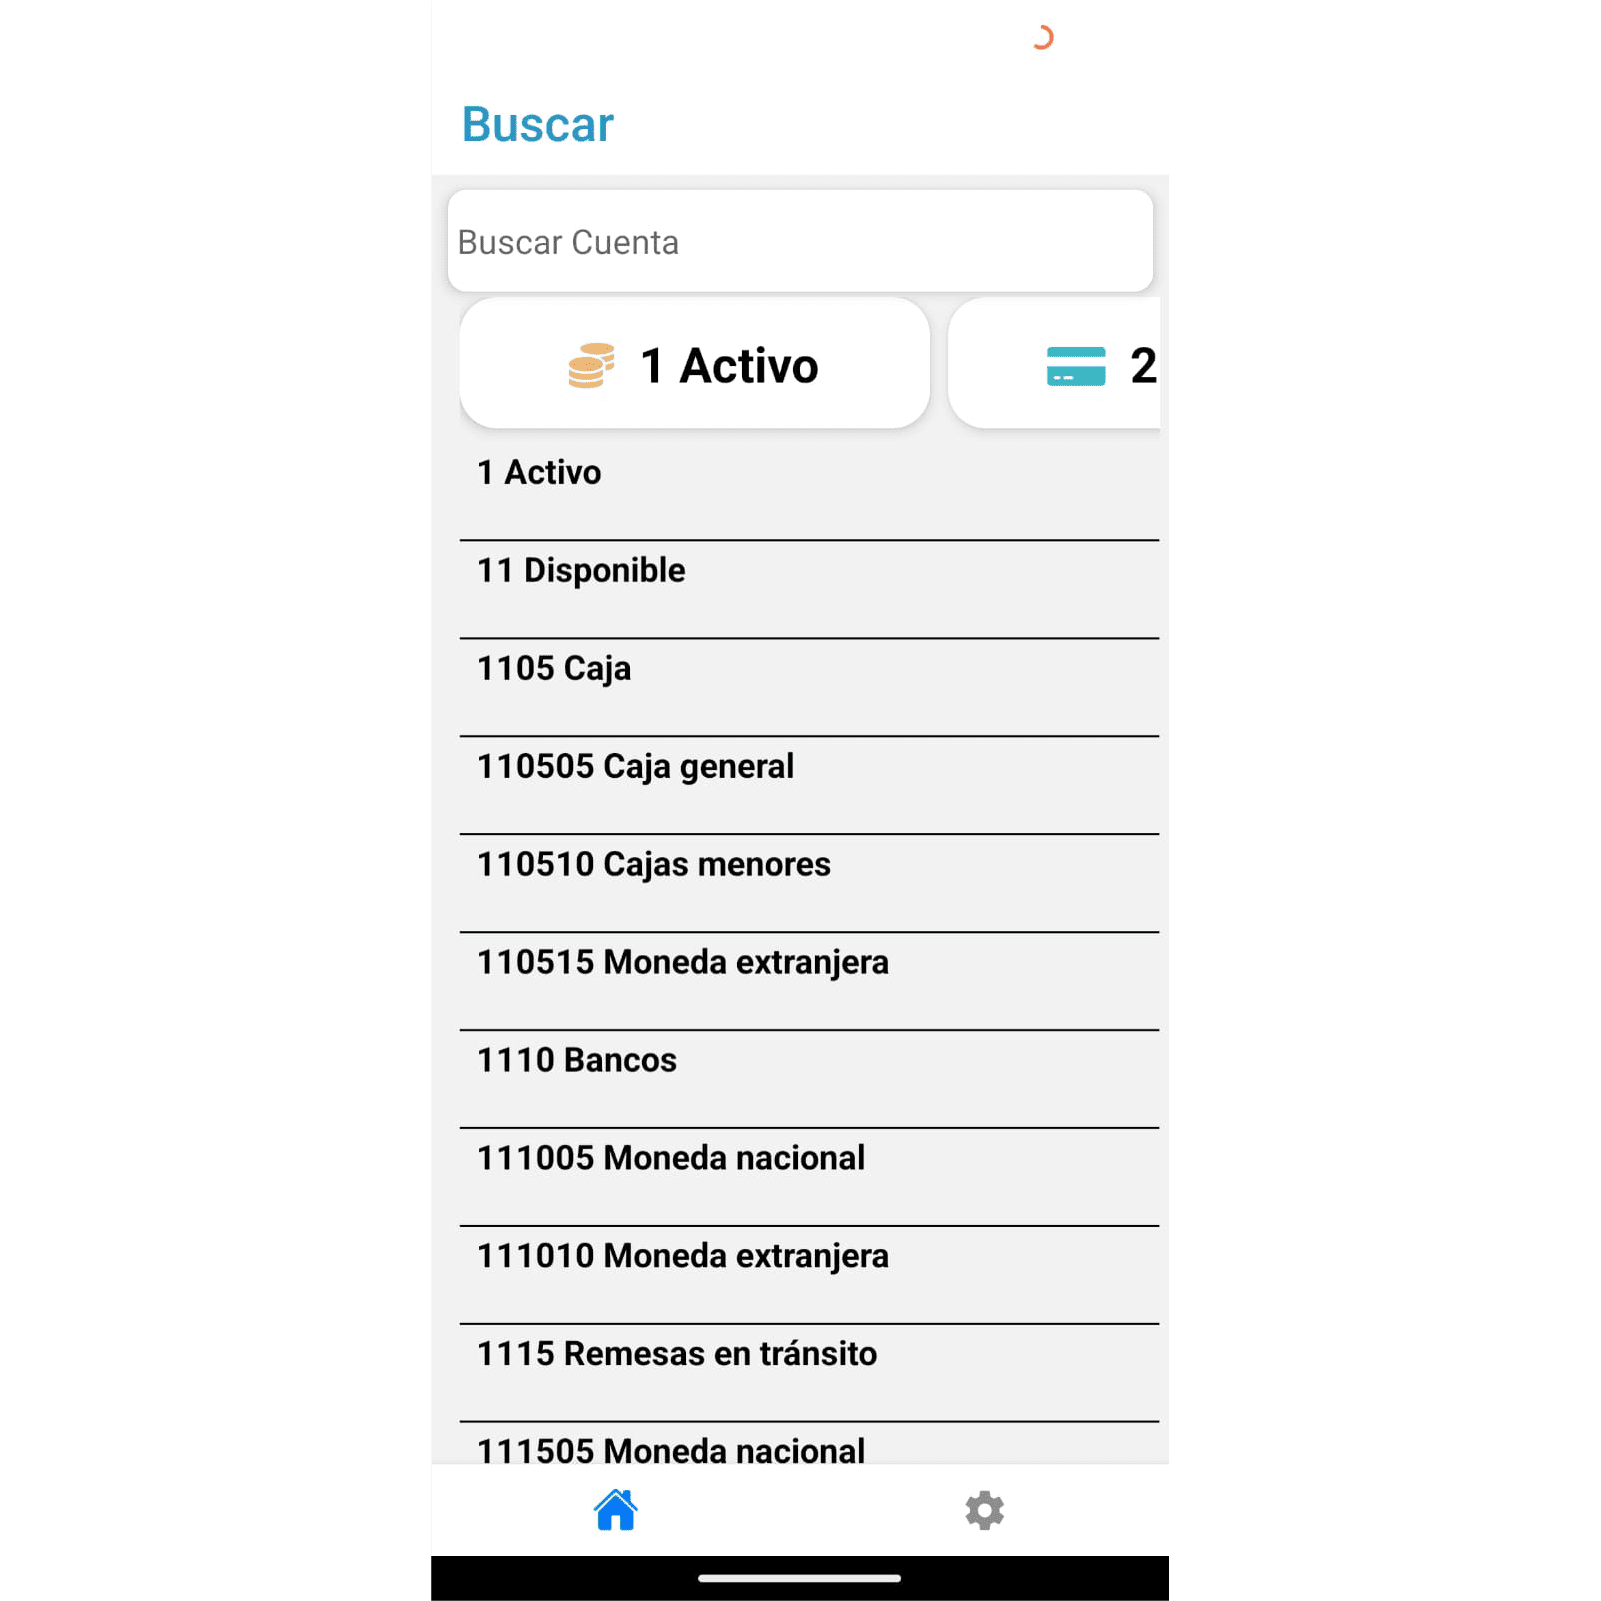 Buscar
Buscar Cuenta
1 Activo
2
1 Activo
11 Disponible
1105 Caja
110505 Caja general
110510 Cajas menores
110515 Moneda extranjera
1110 Bancos
111005 Moneda nacional
111010 Moneda extranjera
1115 Remesas en tránsito
111505 Moneda nacional